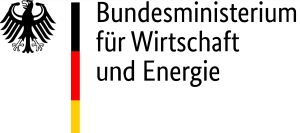 Bundesministerium
für Wirtschaft
und Energie